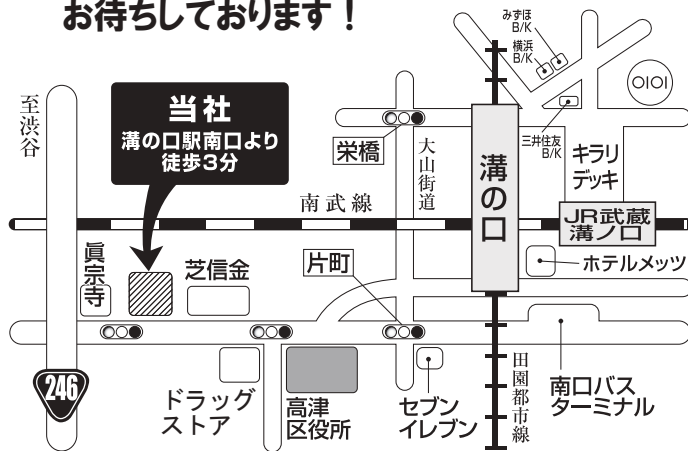 お待ちしております！
みずほ
B/K
横浜
B/K
OIOI
至渋谷
当社
溝の口駅南口より
徒歩3分
栄橋
大山街道
溝の口
三井住友
B/K
キラリ
デッキ
南武線
JR武蔵
溝ノ口
眞宗寺
芝信金
片町
ホテルメッツ
246
ドラッグ
ストア
高津
区役所
セブン
イレブン
田園都市線
南口バス
ターミナル